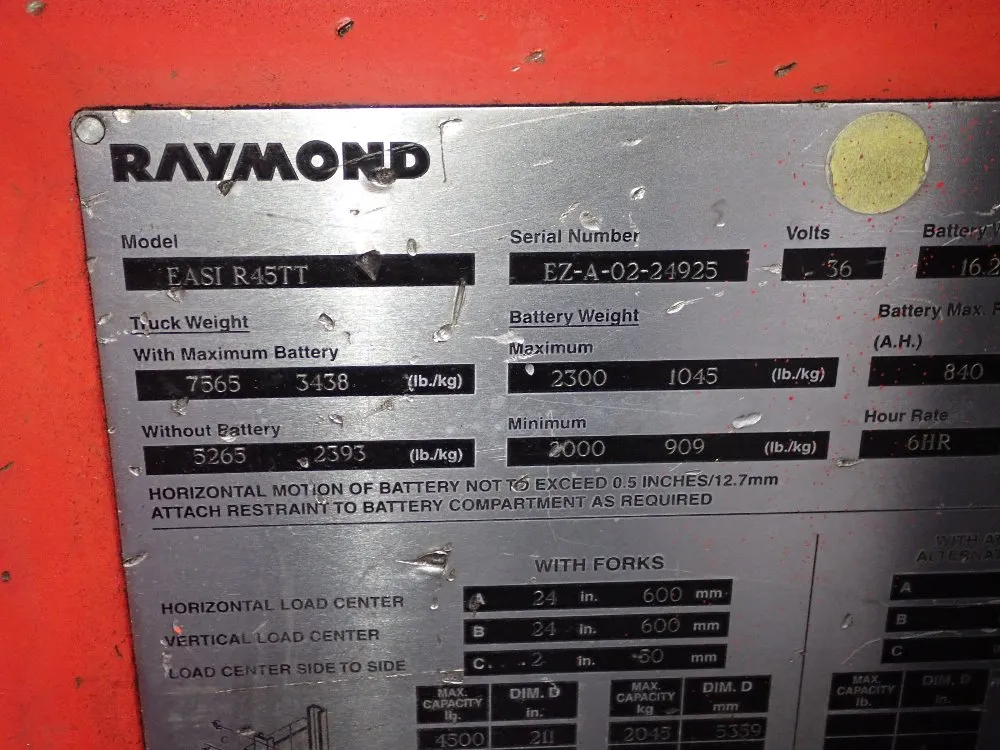 RAYMOND
Model Serial Number Volts Battery
EASI R45TT EZ-A-02-24925 36 16.2
Truck Weight Battery Weight Battery Max.
With Maximum Battery Maximum (A.H.)
7565 3438 (lb./kg) 2300 1045 (lb./kg) 840
Without Battery Minimum Hour Rate
5265 2393 (lb./kg) 2000 909 (lb./kg) 6HR
HORIZONTAL MOTION OF BATTERY NOT TO EXCEED 0.5 INCHES/12.7mm
ATTACH RESTRAINT TO BATTERY COMPARTMENT AS REQUIRED
WITH FORKS
HORIZONTAL LOAD CENTER A 24 in. 600 mm A
VERTICAL LOAD CENTER B 24 in. 600 mm B
LOAD CENTER SIDE TO SIDE C 2 in. 50 mm C
MAX. CAPACITY lb. DIM. D in. MAX. CAPACITY kg DIM. D mm MAX. CAPACITY lb. DIM. D in.
4500 211 2045 5359